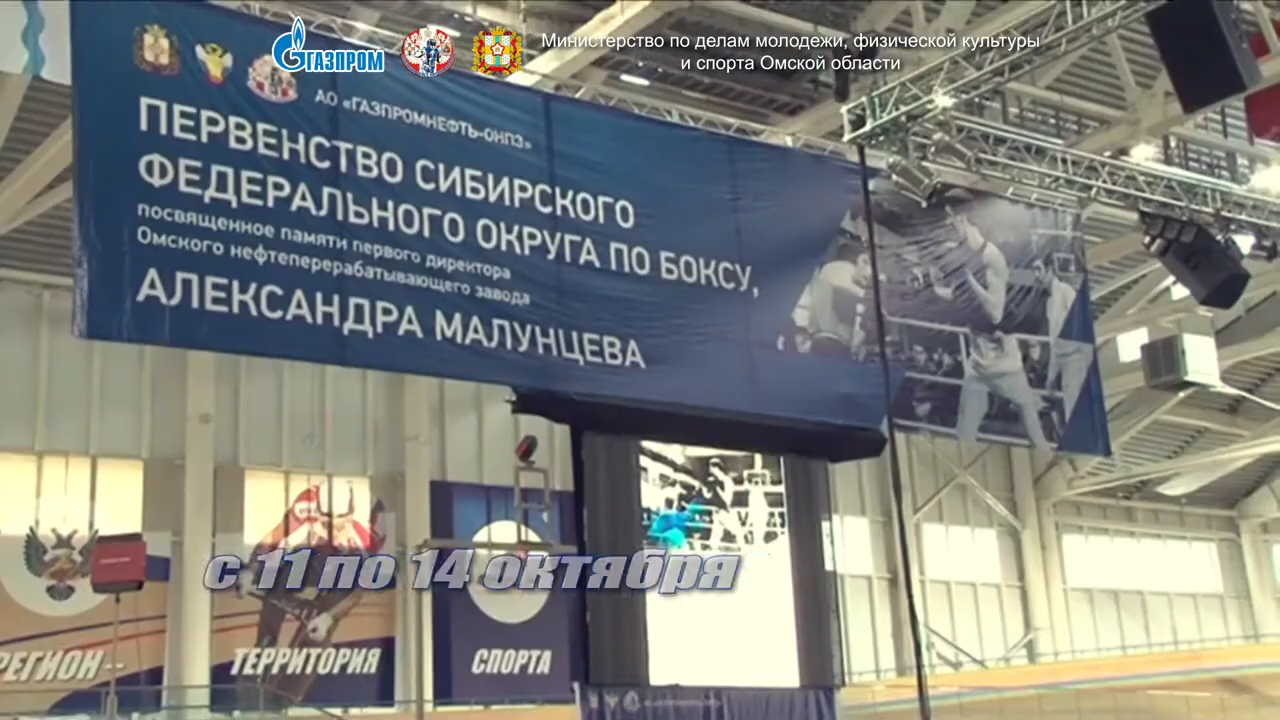 ГАЗПРОМ
Министерство по делам молодежи, физической культуры
и спорта Омской области
АО «ГАЗПРОМНЕФТЬ-ОНПЗ»
ПЕРВЕНСТВО СИБИРСКОГО
ФЕДЕРАЛЬНОГО ОКРУГА ПО БОКСУ,
посвященное памяти первого директора
Омского нефтеперерабатывающего завода
АЛЕКСАНДРА МАЛУНЦЕВА
с 11 по 14 октября
РЕГИОН--
ТЕРРИТОРИЯ
СПОРТА